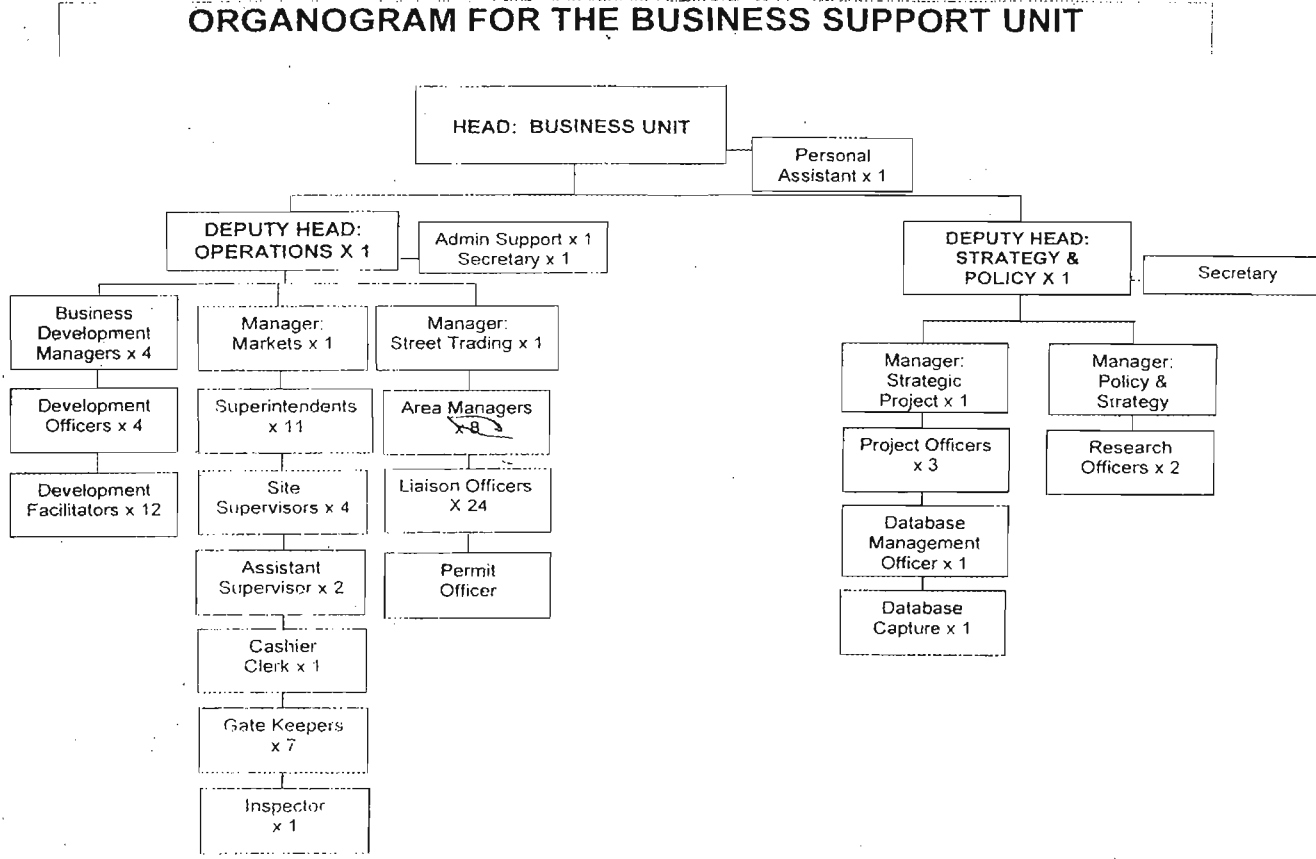 ORGANOGRAM FOR THE BUSINESS SUPPORT UNIT
HEAD: BUSINESS UNIT
Personal
Assistant x 1
DEPUTY HEAD:
OPERATIONS X 1
Admin Support x 1
Secretary x 1
DEPUTY HEAD:
STRATEGY &
POLICY X 1
Secretary
Business
Development
Managers x 4
Manager:
Markets x 1
Manager:
Street Trading x 1
Manager:
Strategic
Project x 1
Manager:
Policy &
Strategy
Development
Officers x 4
Superintendents
x 11
Area Managers
x 8
Project Officers
x 3
Research
Officers x 2
Development
Facilitators x 12
Site
Supervisors x 4
Liaison Officers
X 24
Database
Management
Officer x 1
Assistant
Supervisor x 2
Permit
Officer
Database
Capture x 1
Cashier
Clerk x 1
Gate Keepers
x 7
Inspector
x 1